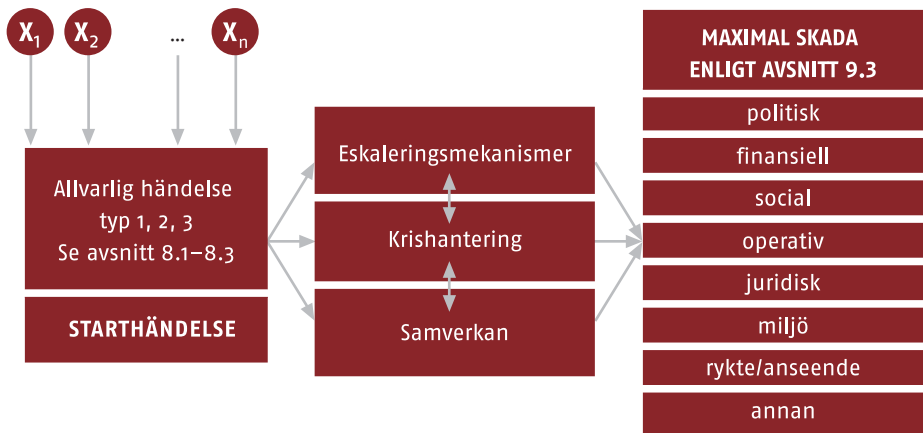 X1
X2
...
Xn
Allvarlig händelse
typ 1, 2, 3
Se avsnitt 8.1–8.3
STARTHÄNDELSE
Eskaleringsmekanismer
Krishantering
Samverkan
MAXIMAL SKADA
ENLIGT AVSNITT 9.3
politisk
finansiell
social
operativ
juridisk
miljö
rykte/anseende
annan